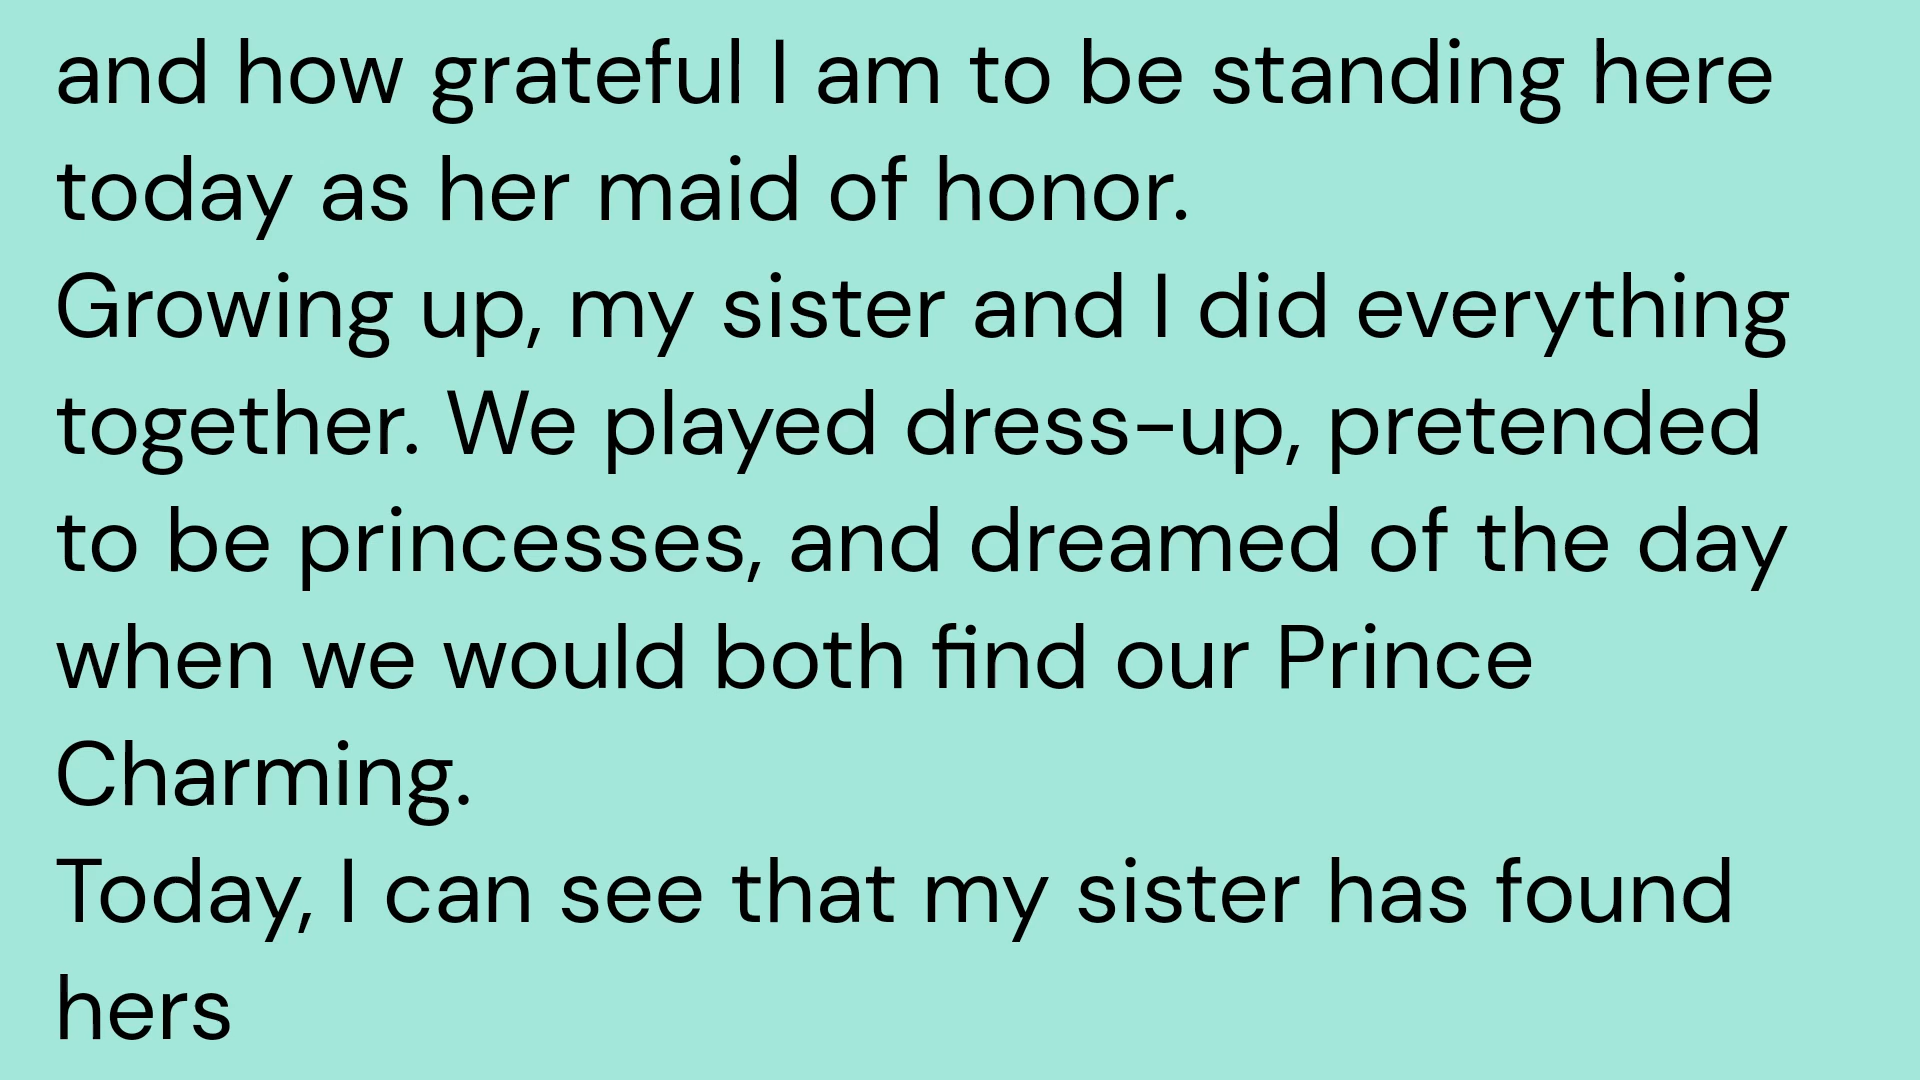 and how grateful I am to be standing here
today as her maid of honor.
Growing up, my sister and I did everything
together. We played dress-up, pretended
to be princesses, and dreamed of the day
when we would both find our Prince
Charming.
Today, I can see that my sister has found
hers